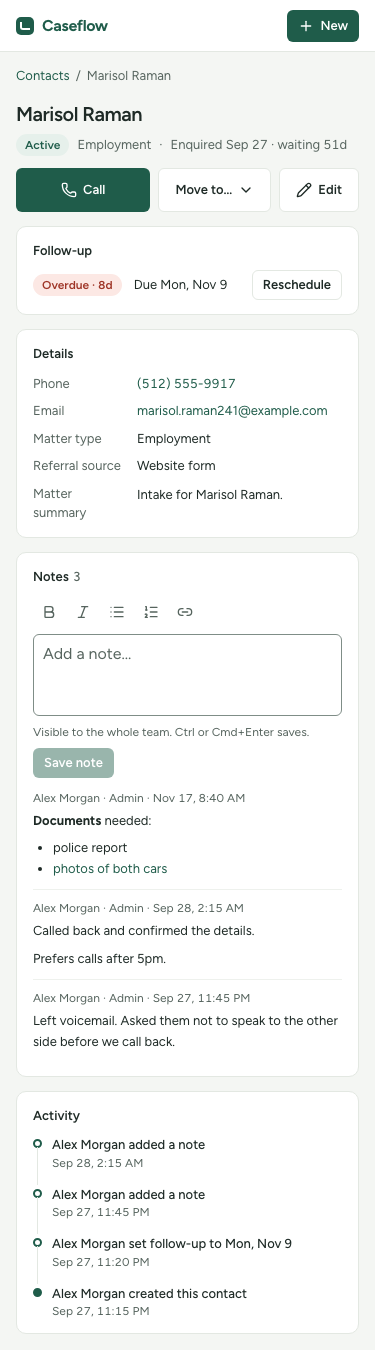 Caseflow
New
Contacts / Marisol Raman
Marisol Raman
Active Employment · Enquired Sep 27 · waiting 51d
Call
Move to...
Edit
Follow-up
Overdue · 8d Due Mon, Nov 9 Reschedule
Details
Phone (512) 555-9917
Email marisol.raman241@example.com
Matter type Employment
Referral source Website form
Matter summary Intake for Marisol Raman.
Notes 3
B I
Add a note...
Visible to the whole team. Ctrl or Cmd+Enter saves.
Save note
Alex Morgan · Admin · Nov 17, 8:40 AM
Documents needed:
• police report
• photos of both cars
Alex Morgan · Admin · Sep 28, 2:15 AM
Called back and confirmed the details.
Prefers calls after 5pm.
Alex Morgan · Admin · Sep 27, 11:45 PM
Left voicemail. Asked them not to speak to the other
side before we call back.
Activity
Alex Morgan added a note
Sep 28, 2:15 AM
Alex Morgan added a note
Sep 27, 11:45 PM
Alex Morgan set follow-up to Mon, Nov 9
Sep 27, 11:20 PM
Alex Morgan created this contact
Sep 27, 11:15 PM